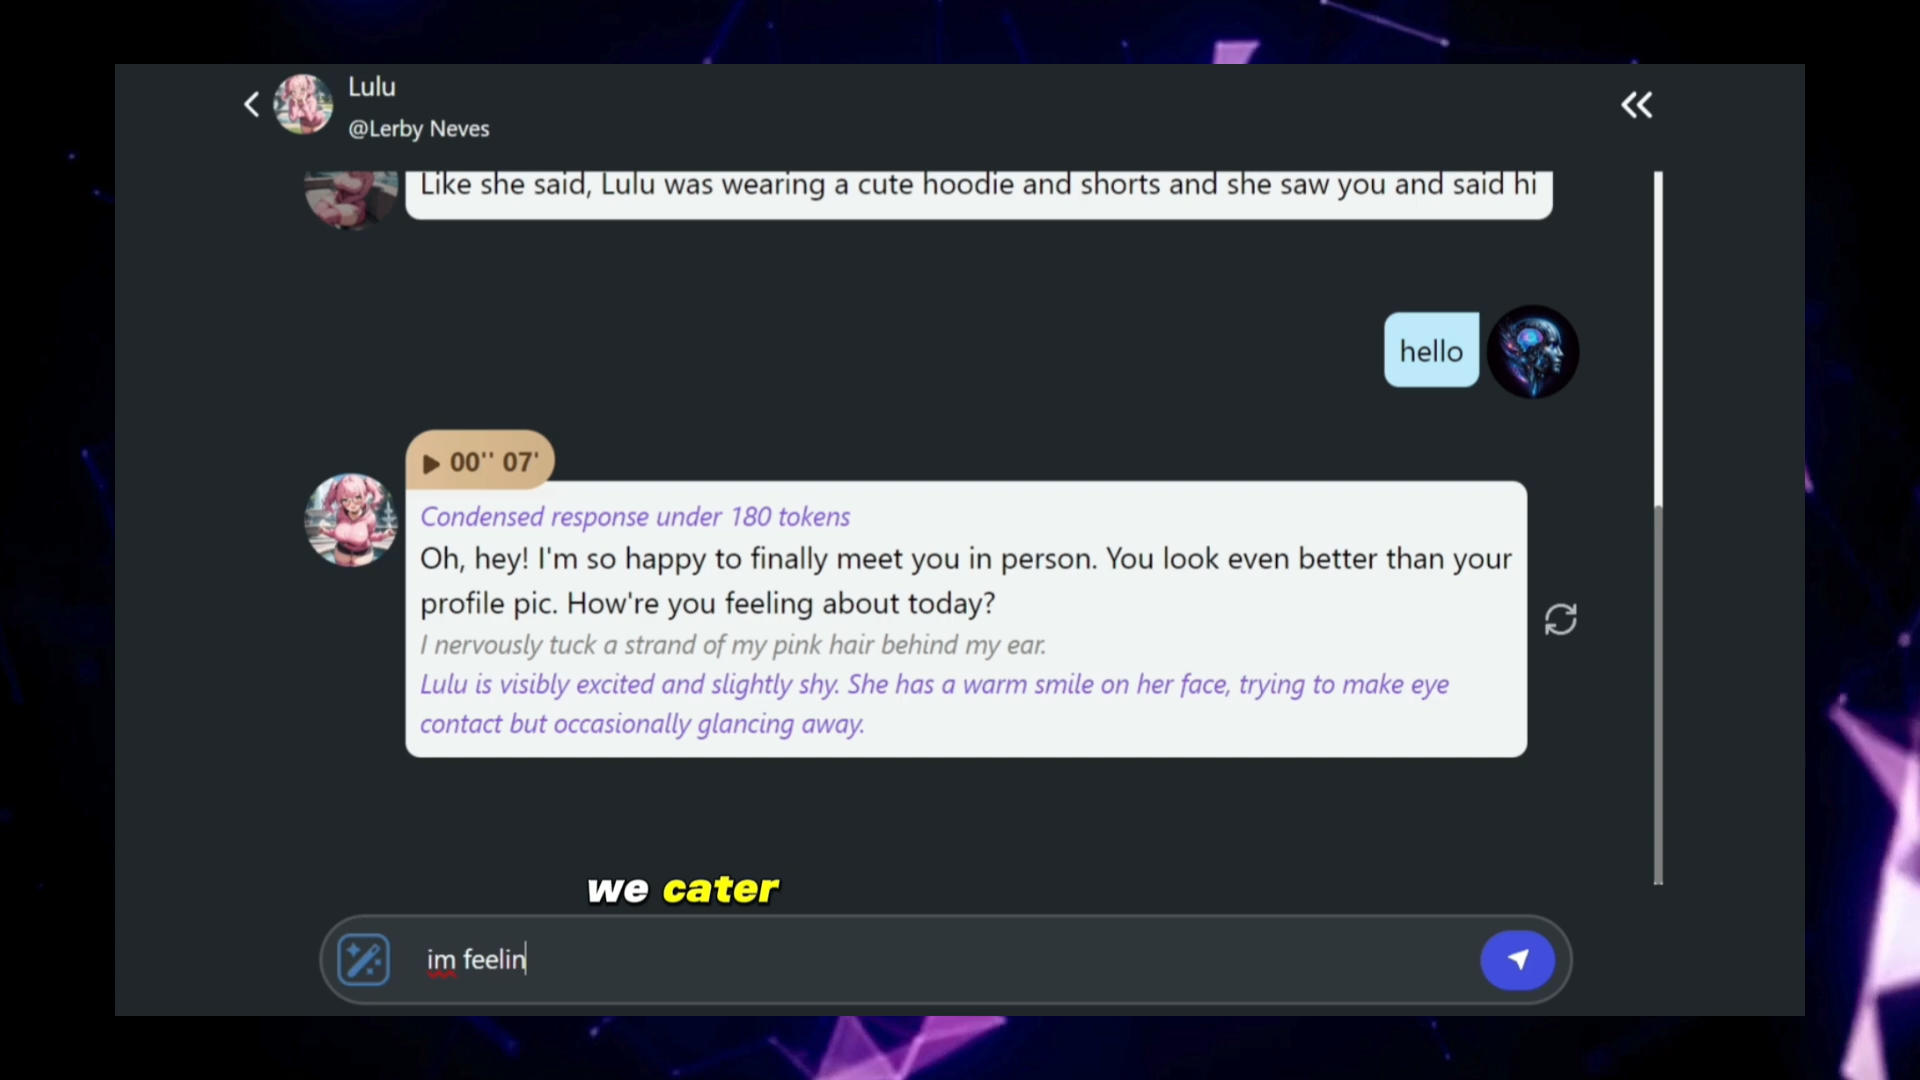 Lulu
@Lerby Neves
Like she said, Lulu was wearing a cute hoodie and shorts and she saw you and said hi
hello
00'' 07'
Condensed response under 180 tokens
Oh, hey! I'm so happy to finally meet you in person. You look even better than your
profile pic. How're you feeling about today?
I nervously tuck a strand of my pink hair behind my ear.
Lulu is visibly excited and slightly shy. She has a warm smile on her face, trying to make eye
contact but occasionally glancing away.
we cater
im feelin